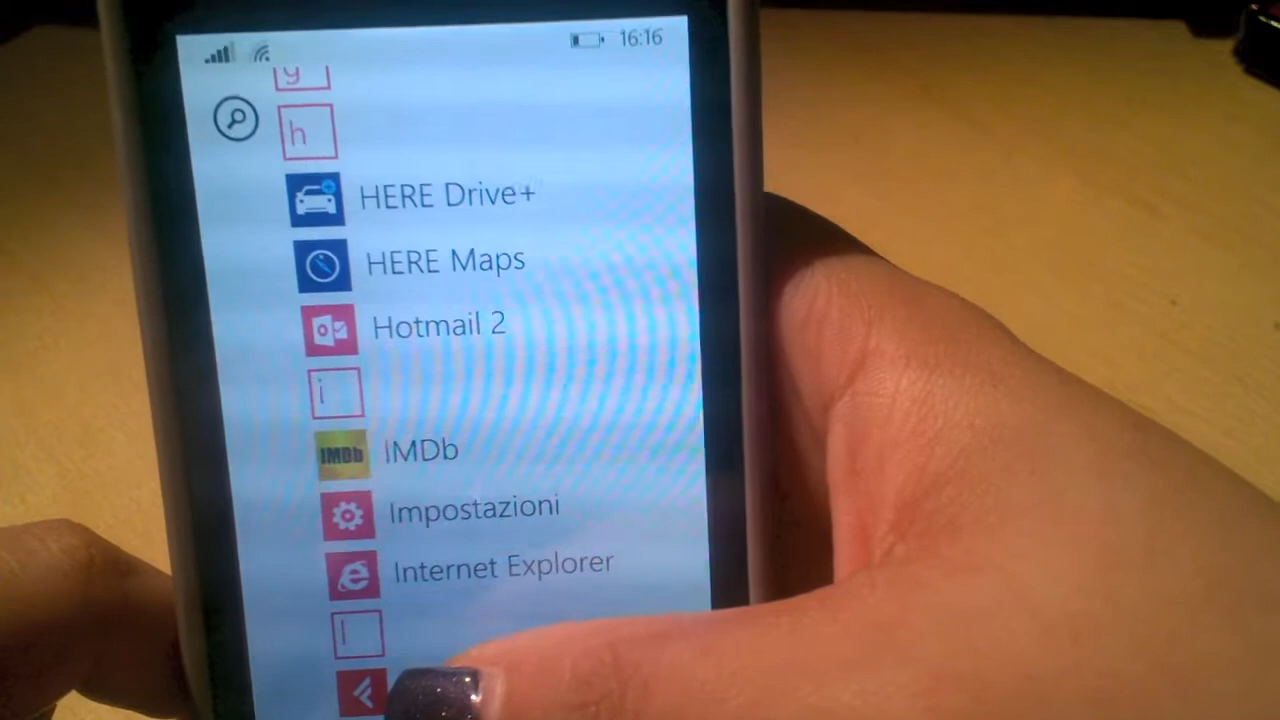 16:16
g
h
HERE Drive+
HERE Maps
Hotmail 2
i
IMDb
IMDb
Impostazioni
Internet Explorer
l